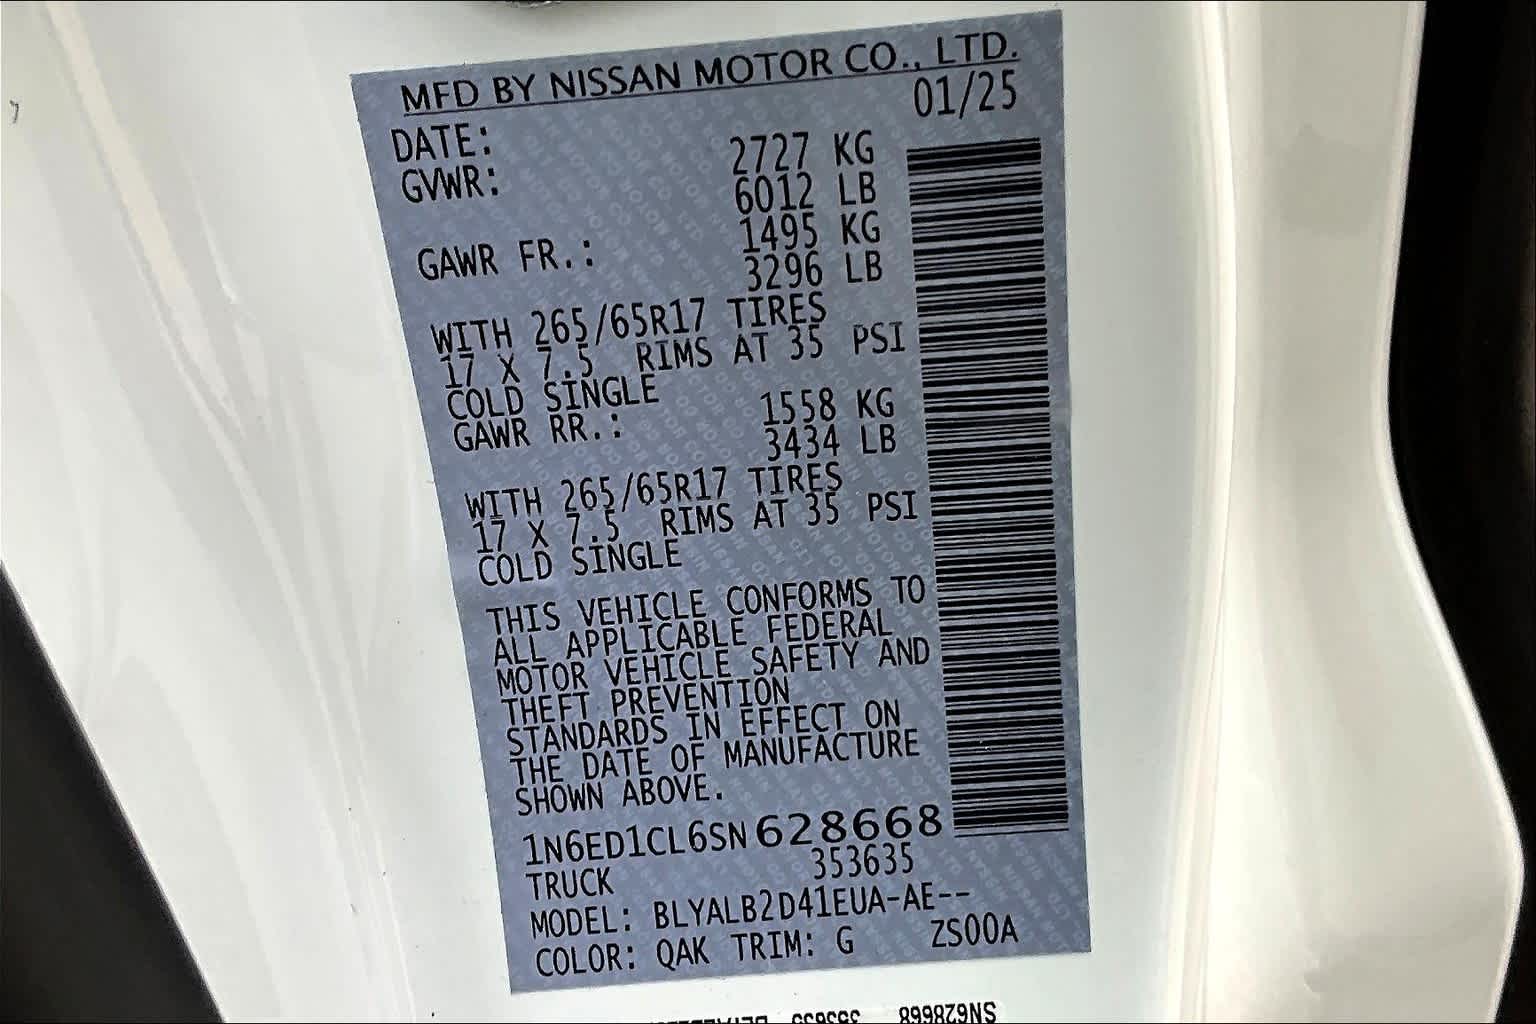 MFD BY NISSAN MOTOR CO., LTD.
DATE: 01/25
GVWR: 2727 KG
6012 LB
GAWR FR.: 1495 KG
3296 LB
WITH 265/65R17 TIRES
17 X 7.5 RIMS AT 35 PSI
COLD SINGLE
GAWR RR.: 1558 KG
3434 LB
WITH 265/65R17 TIRES
17 X 7.5 RIMS AT 35 PSI
COLD SINGLE
THIS VEHICLE CONFORMS TO
ALL APPLICABLE FEDERAL
MOTOR VEHICLE SAFETY AND
THEFT PREVENTION
STANDARDS IN EFFECT ON
THE DATE OF MANUFACTURE
SHOWN ABOVE.
1N6ED1CL6SN628668
TRUCK 353635
MODEL: BLYALB2D41EUA-AE--
COLOR: QAK TRIM: G ZS00A
SN628668 353635